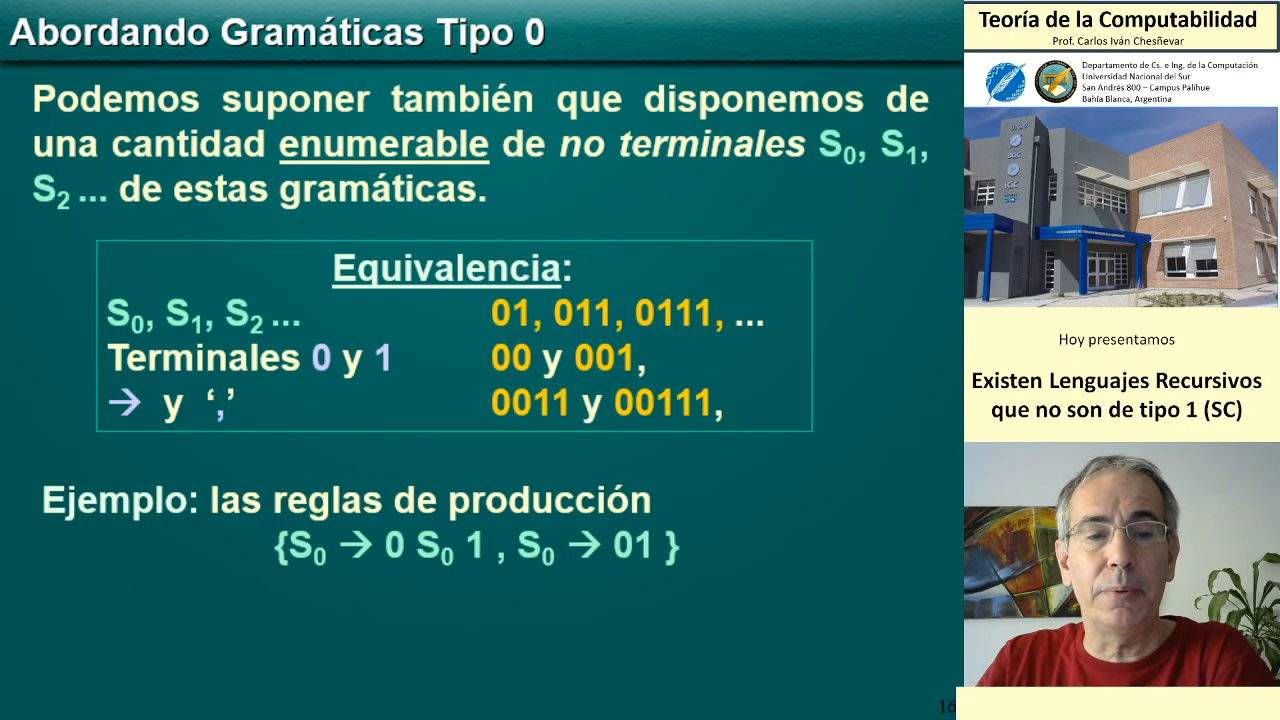 Abordando Gramáticas Tipo 0
Podemos suponer también que disponemos de
una cantidad enumerable de no terminales S0, S1,
S2 ... de estas gramáticas.
Equivalencia:
S0, S1, S2 ... 01, 011, 0111, ...
Terminales 0 y 1 00 y 001,
→ y ‘,’ 0011 y 00111,
Ejemplo: las reglas de producción
{S0 → 0 S0 1 , S0 → 01 }
16
Teoría de la Computabilidad
Prof. Carlos Iván Chesñevar
Departamento de Cs. e Ing. de la Computación
Universidad Nacional del Sur
San Andrés 800 – Campus Palihue
Bahía Blanca, Argentina
Hoy presentamos
Existen Lenguajes Recursivos
que no son de tipo 1 (SC)